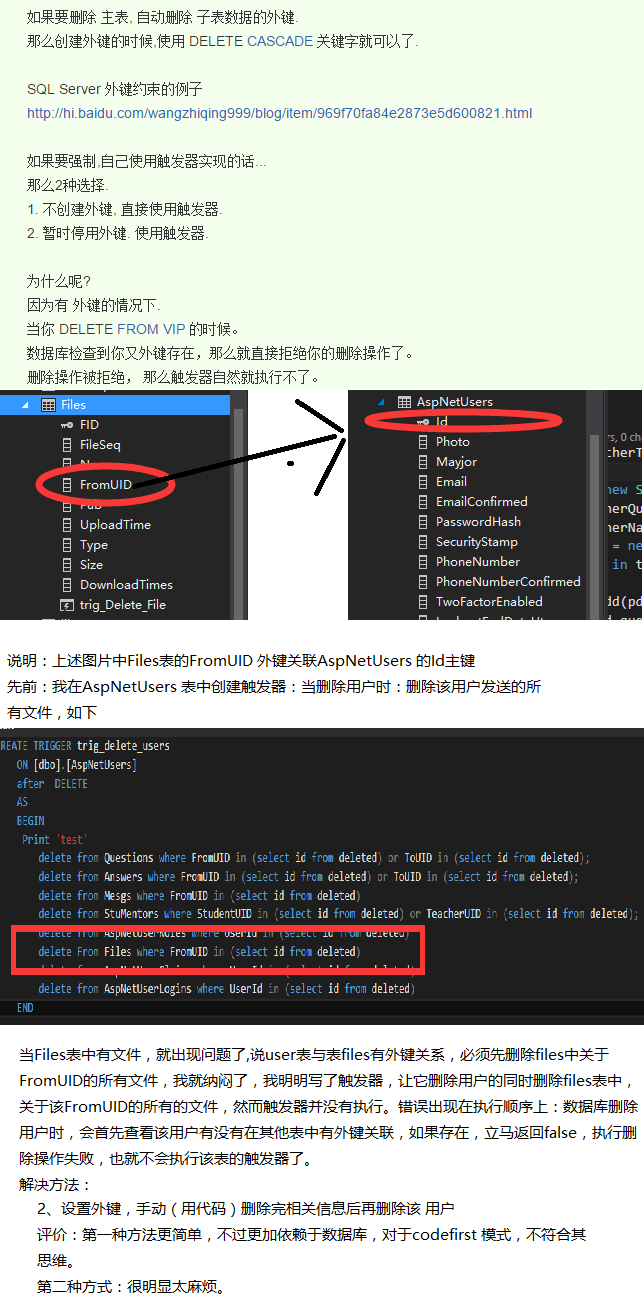 如果要删除 主表, 自动删除 子表数据的外键.
那么创建外键的时候,使用 DELETE CASCADE 关键字就可以了.
SQL Server 外键约束的例子
http://hi.baidu.com/wangzhiqing999/blog/item/969f70fa84e2873e5d600821.html
如果要强制,自己使用触发器实现的话...
那么2种选择.
1. 不创建外键, 直接使用触发器.
2. 暂时停用外键. 使用触发器.
为什么呢?
因为有 外键的情况下.
当你 DELETE FROM VIP 的时候。
数据库检查到你又外键存在，那么就直接拒绝你的删除操作了。
删除操作被拒绝， 那么触发器自然就执行不了。
Files
FID
FileSeq
FromUID
UploadTime
Type
Size
DownloadTimes
trig_Delete_File
AspNetUsers
Id
Photo
Mayjor
Email
EmailConfirmed
PasswordHash
SecurityStamp
PhoneNumber
PhoneNumberConfirmed
TwoFactorEnabled
rs, 0 cha
cherT
new S
herQu
herNa
= ne
in t
dd(pd
说明：上述图片中Files表的FromUID 外键关联AspNetUsers 的Id主键
先前：我在AspNetUsers 表中创建触发器：当删除用户时：删除该用户发送的所
有文件，如下
REATE TRIGGER trig_delete_users
ON [dbo].[AspNetUsers]
after DELETE
AS
BEGIN
Print 'test'
delete from Questions where FromUID in (select id from deleted) or ToUID in (select id from deleted);
delete from Answers where FromUID in (select id from deleted) or ToUID in (select id from deleted);
delete from Mesgs where FromUID in (select id from deleted)
delete from StuMentors where StudentUID in (select id from deleted) or TeacherUID in (select id from deleted);
delete from AspNetUserRoles where UserId in (select id from deleted)
delete From Files where FromUID in (select id from deleted)
delete from AspNetUserLogins where UserId in (select id from deleted)
END
当Files表中有文件，就出现问题了,说user表与表files有外键关系，必须先删除files中关于
FromUID的所有文件，我就纳闷了，我明明写了触发器，让它删除用户的同时删除files表中，
关于该FromUID的所有的文件，然而触发器并没有执行。错误出现在执行顺序上：数据库删除
用户时，会首先查看该用户有没有在其他表中有外键关联，如果存在，立马返回false，执行删
除操作失败，也就不会执行该表的触发器了。
解决方法：
2、设置外键，手动（用代码）删除完相关信息后再删除该 用户
评价：第一种方法更简单，不过更加依赖于数据库，对于codefirst 模式，不符合其
思维。
第二种方式：很明显太麻烦。